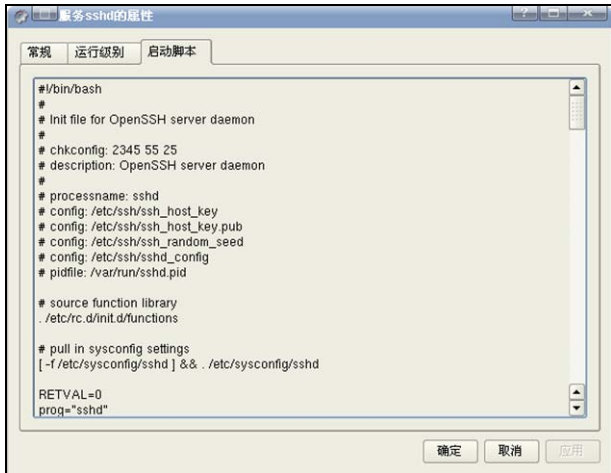 服务sshd的属性
常规 运行级别 启动脚本
#!/bin/bash
#
# Init file for OpenSSH server daemon
#
# chkconfig: 2345 55 25
# description: OpenSSH server daemon
#
# processname: sshd
# config: /etc/ssh/ssh_host_key
# config: /etc/ssh/ssh_host_key.pub
# config: /etc/ssh/ssh_random_seed
# config: /etc/ssh/sshd_config
# pidfile: /var/run/sshd.pid
# source function library
. /etc/rc.d/init.d/functions
# pull in sysconfig settings
[ -f /etc/sysconfig/sshd ] && . /etc/sysconfig/sshd
RETVAL=0
prog="sshd"
确定 取消 应用